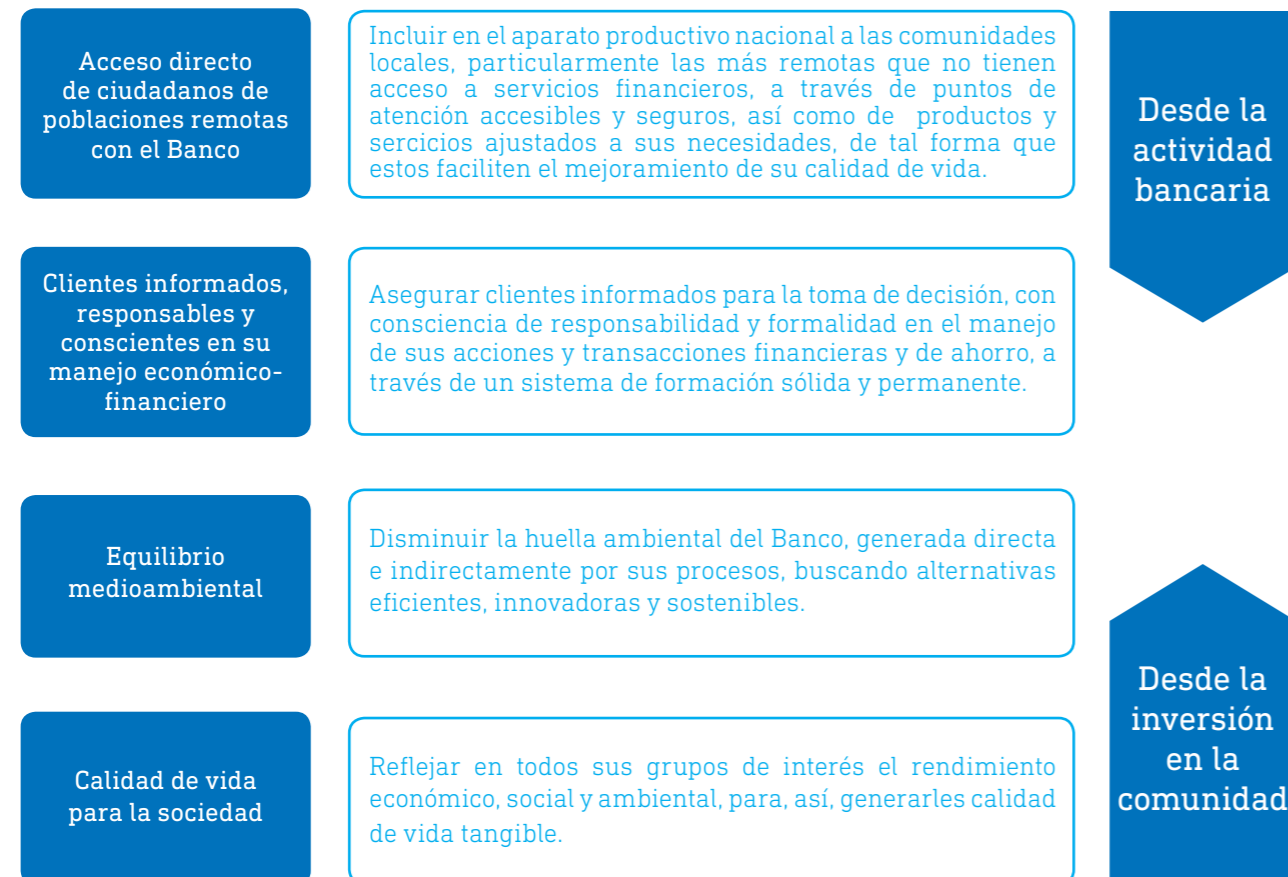 Acceso directo
de ciudadanos de
poblaciones remotas
con el Banco
Incluir en el aparato productivo nacional a las comunidades
locales, particularmente las más remotas que no tienen
acceso a servicios financieros, a través de puntos de
atención accesibles y seguros, así como de productos y
sercicios ajustados a sus necesidades, de tal forma que
estos faciliten el mejoramiento de su calidad de vida.
Desde la
actividad
bancaria
Clientes informados,
responsables y
conscientes en su
manejo económico-
financiero
Asegurar clientes informados para la toma de decisión, con
consciencia de responsabilidad y formalidad en el manejo
de sus acciones y transacciones financieras y de ahorro, a
través de un sistema de formación sólida y permanente.
Equilibrio
medioambiental
Disminuir la huella ambiental del Banco, generada directa
e indirectamente por sus procesos, buscando alternativas
eficientes, innovadoras y sostenibles.
Desde la
inversión
en la
comunidad
Calidad de vida
para la sociedad
Reflejar en todos sus grupos de interés el rendimiento
económico, social y ambiental, para, así, generarles calidad
de vida tangible.